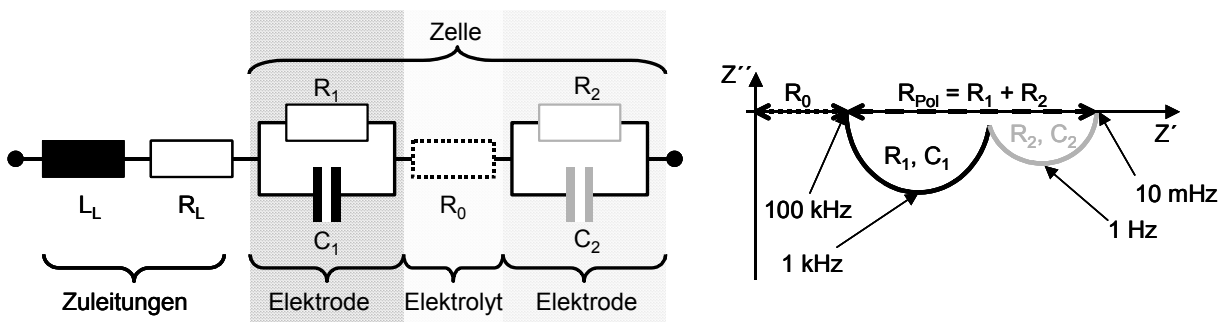 Zelle
R1
R2
LL
RL
C1
R0
C2
Zuleitungen
Elektrode
Elektrolyt
Elektrode
Z´´
R0
RPol = R1 + R2
Z´
R1, C1
R2, C2
100 kHz
10 mHz
1 Hz
1 kHz